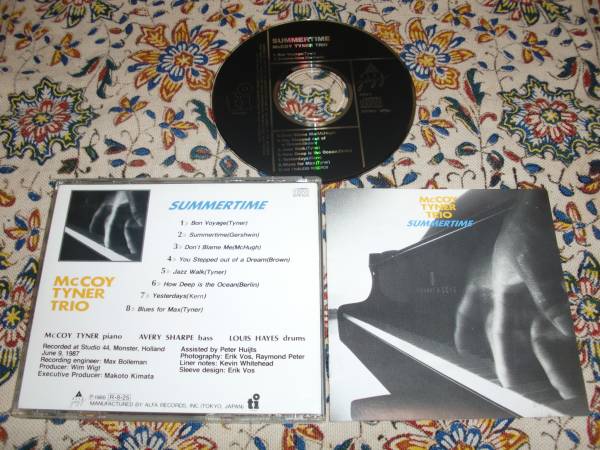 SUMMERTIME
McCOY TYNER TRIO
SUMMERTIME
1 Bon Voyage(Tyner)
2 Summertime(Gershwin)
3 Don't Blame Me(McHugh)
4 You Stepped out of a Dream(Brown)
5 Jazz Walk(Tyner)
6 How Deep is the Ocean(Berlin)
7 Yesterdays(Kern)
8 Blues for Max(Tyner)
McCOY
TYNER
TRIO
McCOY TYNER piano AVERY SHARPE bass LOUIS HAYES drums
Recorded at Studio 44, Monster, Holland
June 9, 1987
Recording engineer: Max Bolleman
Producer: Wim Wigt
Executive Producer: Makoto Kimata
Assisted by Peter Huijts
Photography: Erik Vos, Raymond Peter
Liner notes: Kevin Whitehead
Sleeve design: Erik Vos
MANUFACTURED BY ALFA RECORDS, INC (TOKYO, JAPAN)
McCOY
TYNER
TRIO
SUMMERTIME